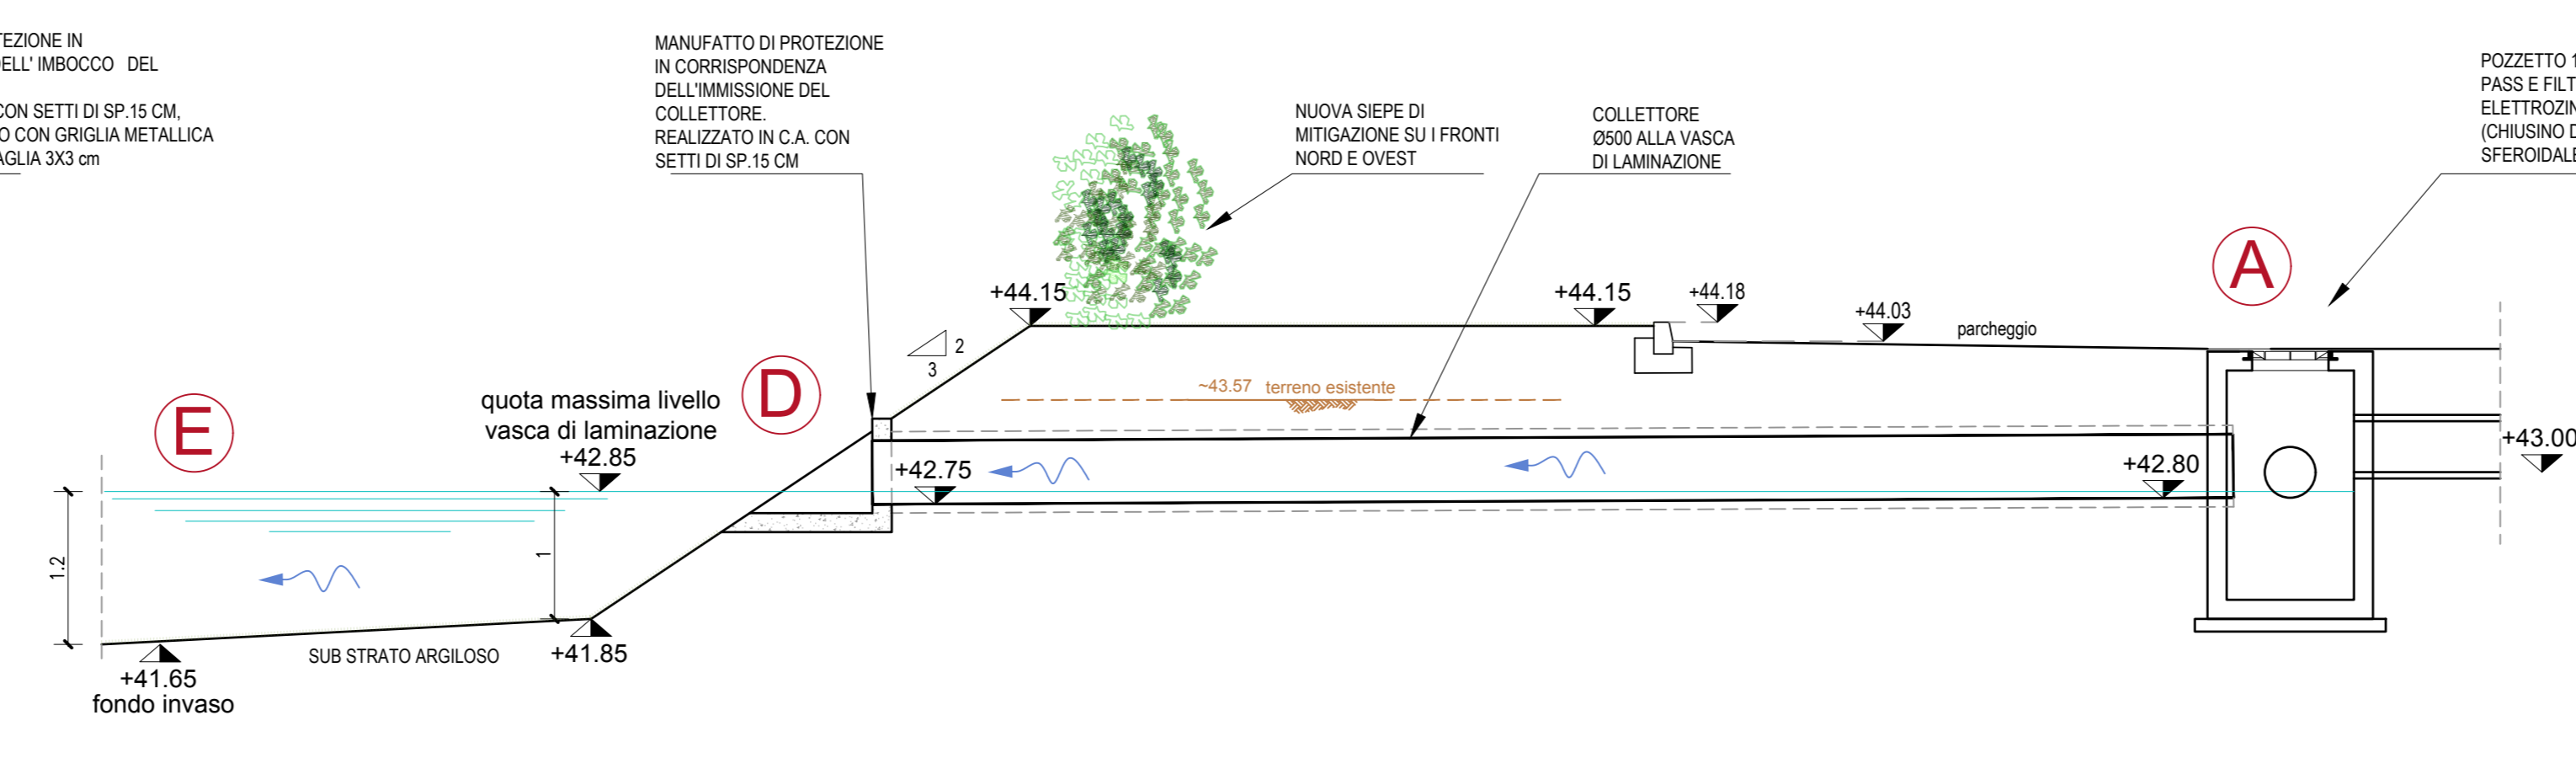 TEZIONE IN
DELL' IMBOCCO DEL
CON SETTI DI SP.15 CM,
O CON GRIGLIA METALLICA
AGLIA 3X3 cm
MANUFATTO DI PROTEZIONE
IN CORRISPONDENZA
DELL'IMMISSIONE DEL
COLLETTORE.
REALIZZATO IN C.A. CON
SETTI DI SP.15 CM
NUOVA SIEPE DI
MITIGAZIONE SU I FRONTI
NORD E OVEST
COLLETTORE
Ø500 ALLA VASCA
DI LAMINAZIONE
POZZETTO 1
PASS E FILT
ELETTROZIN
(CHIUSINO D
SFEROIDALE
A
+44.15
+44.15
+44.18
+44.03
parcheggio
2
3
~43.57 terreno esistente
D
E
quota massima livello
vasca di laminazione
+42.85
+42.75
+42.80
+43.00
1.2
1
SUB STRATO ARGILOSO
+41.85
+41.65
fondo invaso